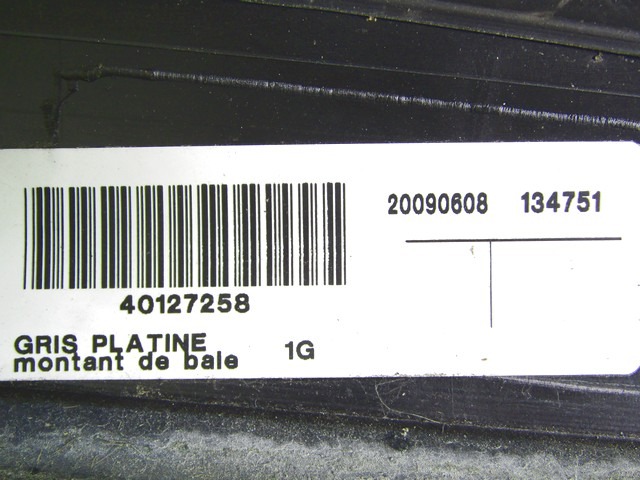 20090608 134751
40127258
GRIS PLATINE
montant de baie 1G